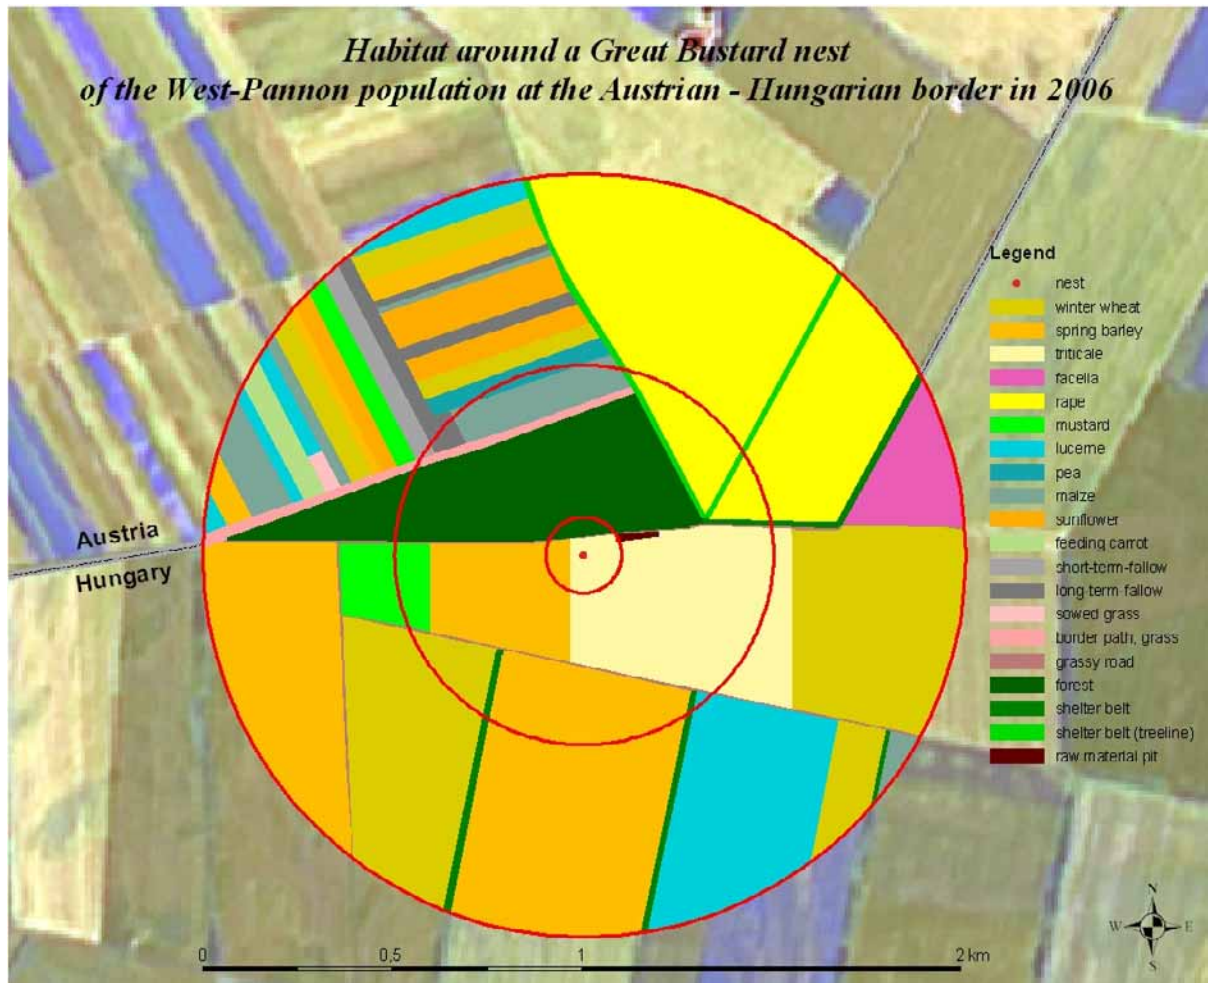 Habitat around a Great Bustard nest
of the West-Pannon population at the Austrian - Hungarian border in 2006
Legend
nest
winter wheat
spring barley
triticale
facelia
rape
mustard
lucerne
pea
maize
sunflower
feeding carrot
short-term-fallow
long-term-fallow
sowed grass
border path, grass
grassy road
forest
shelter belt
shelter belt (treeline)
raw material pit
Austria
Hungary
N
W E
S
0 0,5 1 2 km